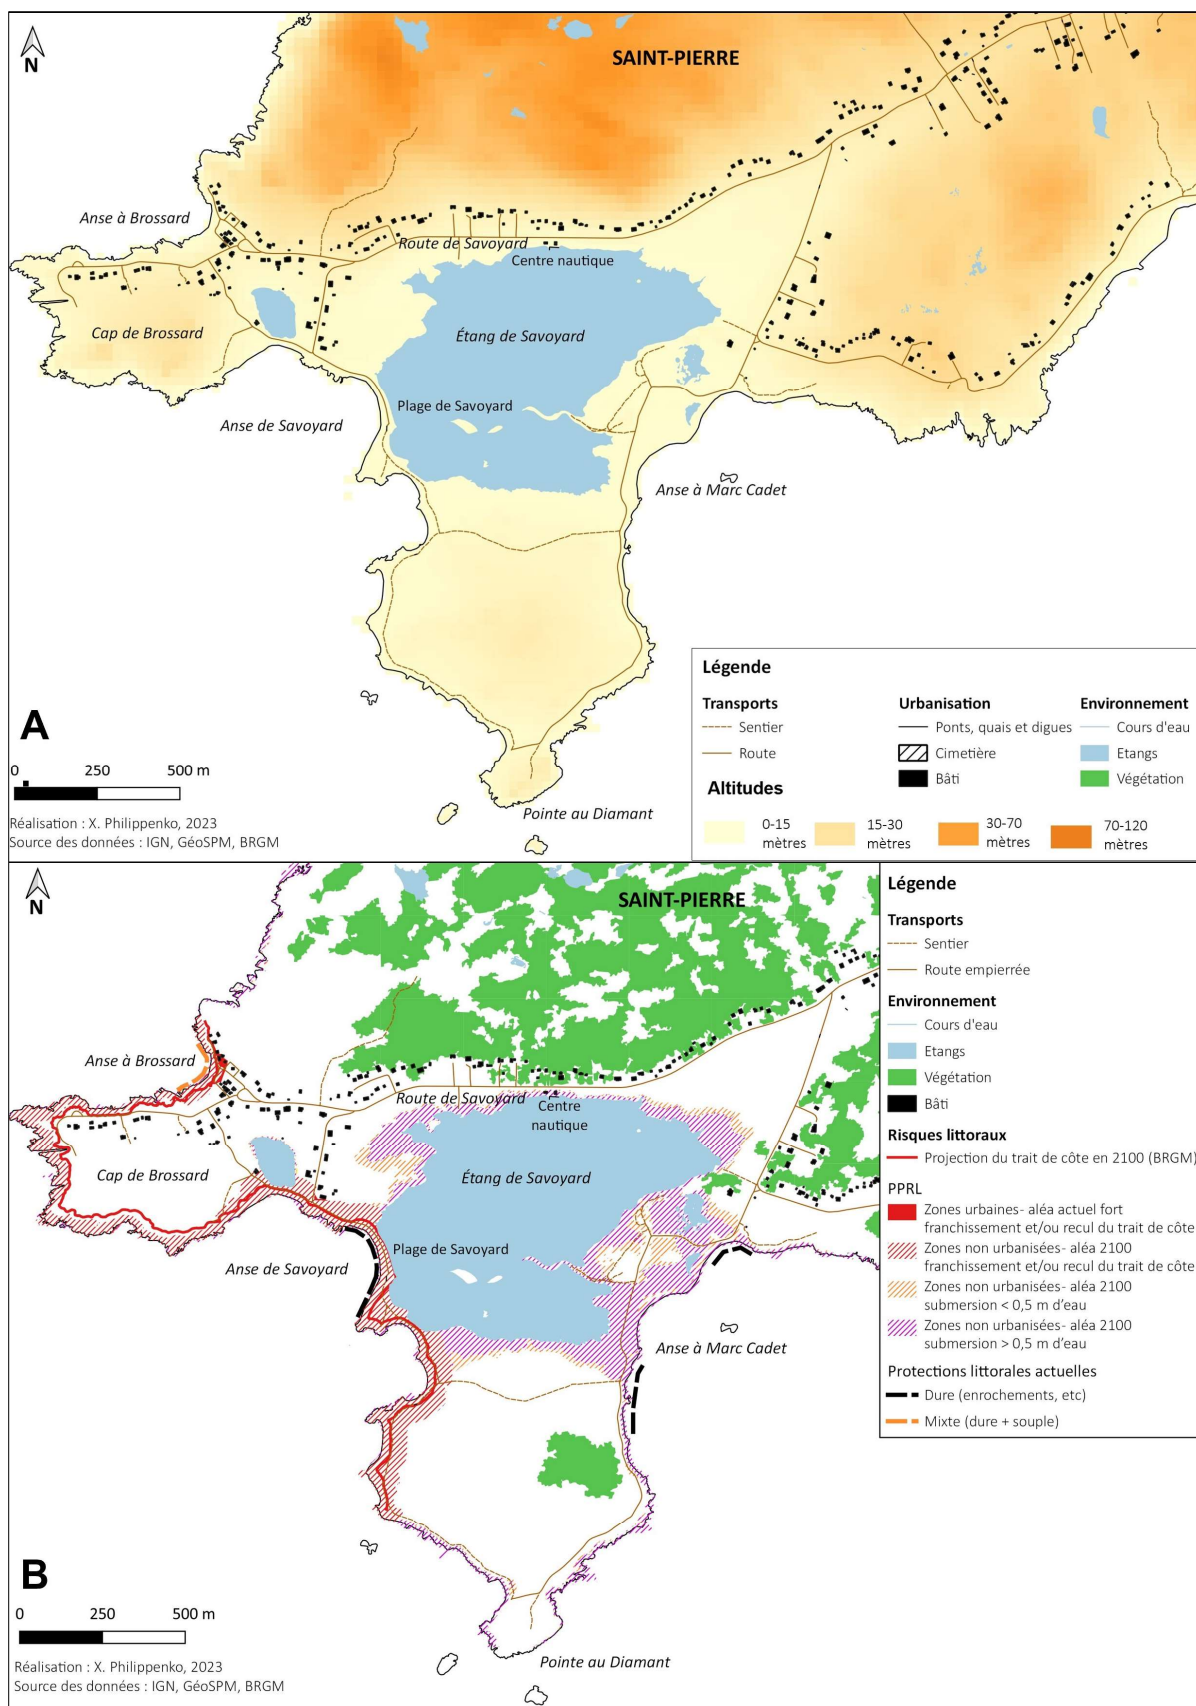 N
SAINT-PIERRE
Anse à Brossard
Route de Savoyard
Centre nautique
Cap de Brossard
Étang de Savoyard
Plage de Savoyard
Anse de Savoyard
Anse à Marc Cadet
Pointe au Diamant
A
0 250 500 m
Réalisation : X. Philippenko, 2023
Source des données : IGN, GéoSPM, BRGM
Légende
Transports
Sentier
Route
Urbanisation
Ponts, quais et digues
Cimetière
Bâti
Environnement
Cours d'eau
Etangs
Végétation
Altitudes
0-15
mètres
15-30
mètres
30-70
mètres
70-120
mètres
N
SAINT-PIERRE
Anse à Brossard
Route de Savoyard
Centre
nautique
Cap de Brossard
Étang de Savoyard
Plage de Savoyard
Anse de Savoyard
Anse à Marc Cadet
Pointe au Diamant
B
0 250 500 m
Réalisation : X. Philippenko, 2023
Source des données : IGN, GéoSPM, BRGM
Légende
Transports
Sentier
Route empierrée
Environnement
Cours d'eau
Etangs
Végétation
Bâti
Risques littoraux
Projection du trait de côte en 2100 (BRGM)
PPRL
Zones urbaines- aléa actuel fort
franchissement et/ou recul du trait de côte
Zones non urbanisées- aléa 2100
franchissement et/ou recul du trait de côte
Zones non urbanisées- aléa 2100
submersion < 0,5 m d'eau
Zones non urbanisées- aléa 2100
submersion > 0,5 m d'eau
Protections littorales actuelles
Dure (enrochements, etc)
Mixte (dure + souple)